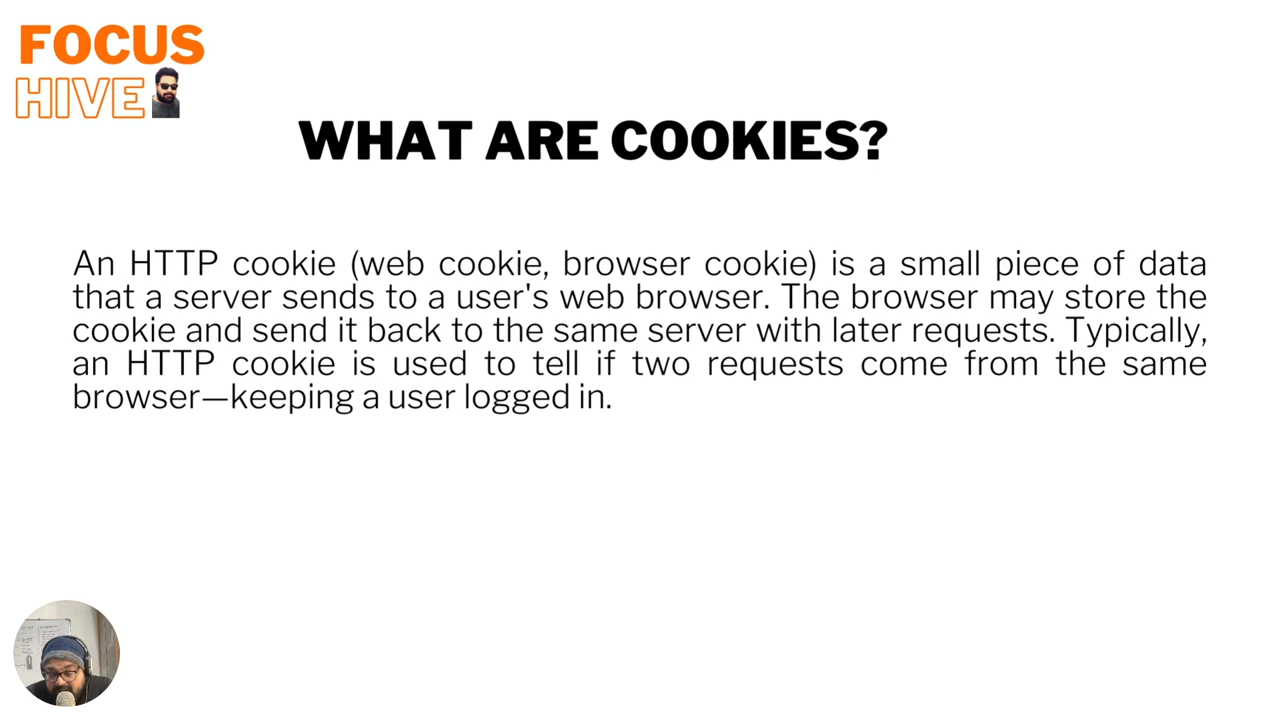 FOCUS
HIVE
WHAT ARE COOKIES?
An HTTP cookie (web cookie, browser cookie) is a small piece of data
that a server sends to a user's web browser. The browser may store the
cookie and send it back to the same server with later requests. Typically,
an HTTP cookie is used to tell if two requests come from the same
browser—keeping a user logged in.